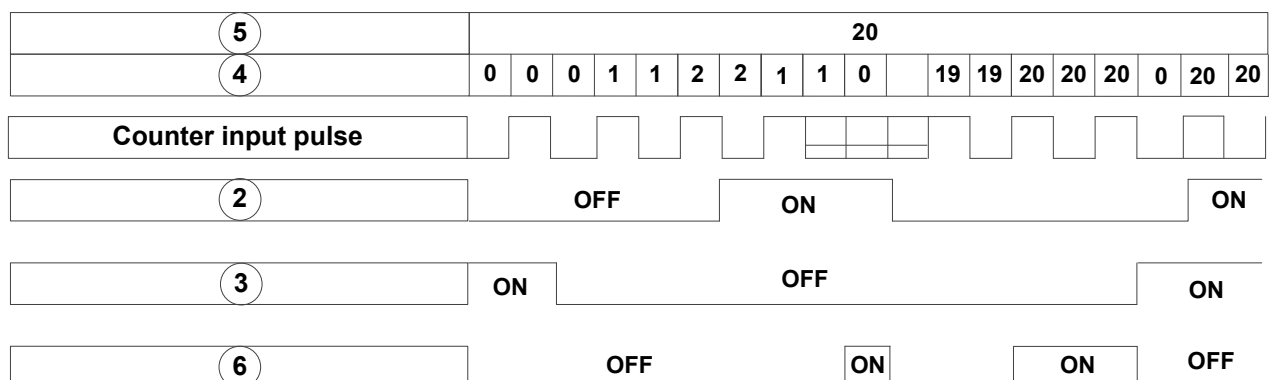 5 20
4 0 0 0 1 1 2 2 1 1 0 19 19 20 20 20 0 20 20
Counter input pulse
2 OFF ON ON
3 ON OFF ON
6 OFF ON ON OFF